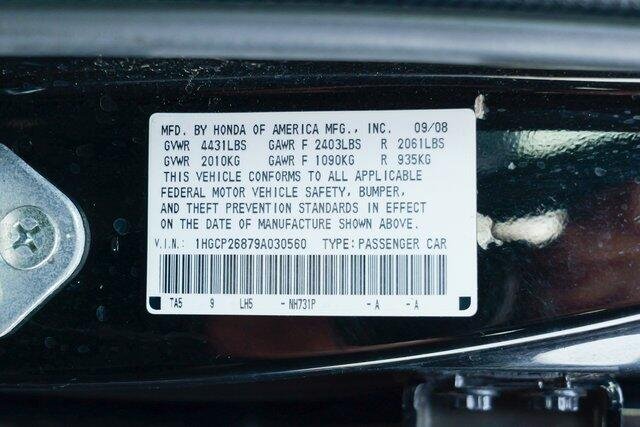 MFD. BY HONDA OF AMERICA MFG., INC. 09/08
GVWR 4431LBS GAWR F 2403LBS R 2061LBS
GVWR 2010KG GAWR F 1090KG R 935KG
THIS VEHICLE CONFORMS TO ALL APPLICABLE
FEDERAL MOTOR VEHICLE SAFETY, BUMPER,
AND THEFT PREVENTION STANDARDS IN EFFECT
ON THE DATE OF MANUFACTURE SHOWN ABOVE.
V.I.N.: 1HGCP26879A030560 TYPE: PASSENGER CAR
TA5 9 LH5 - NH731P - A - A